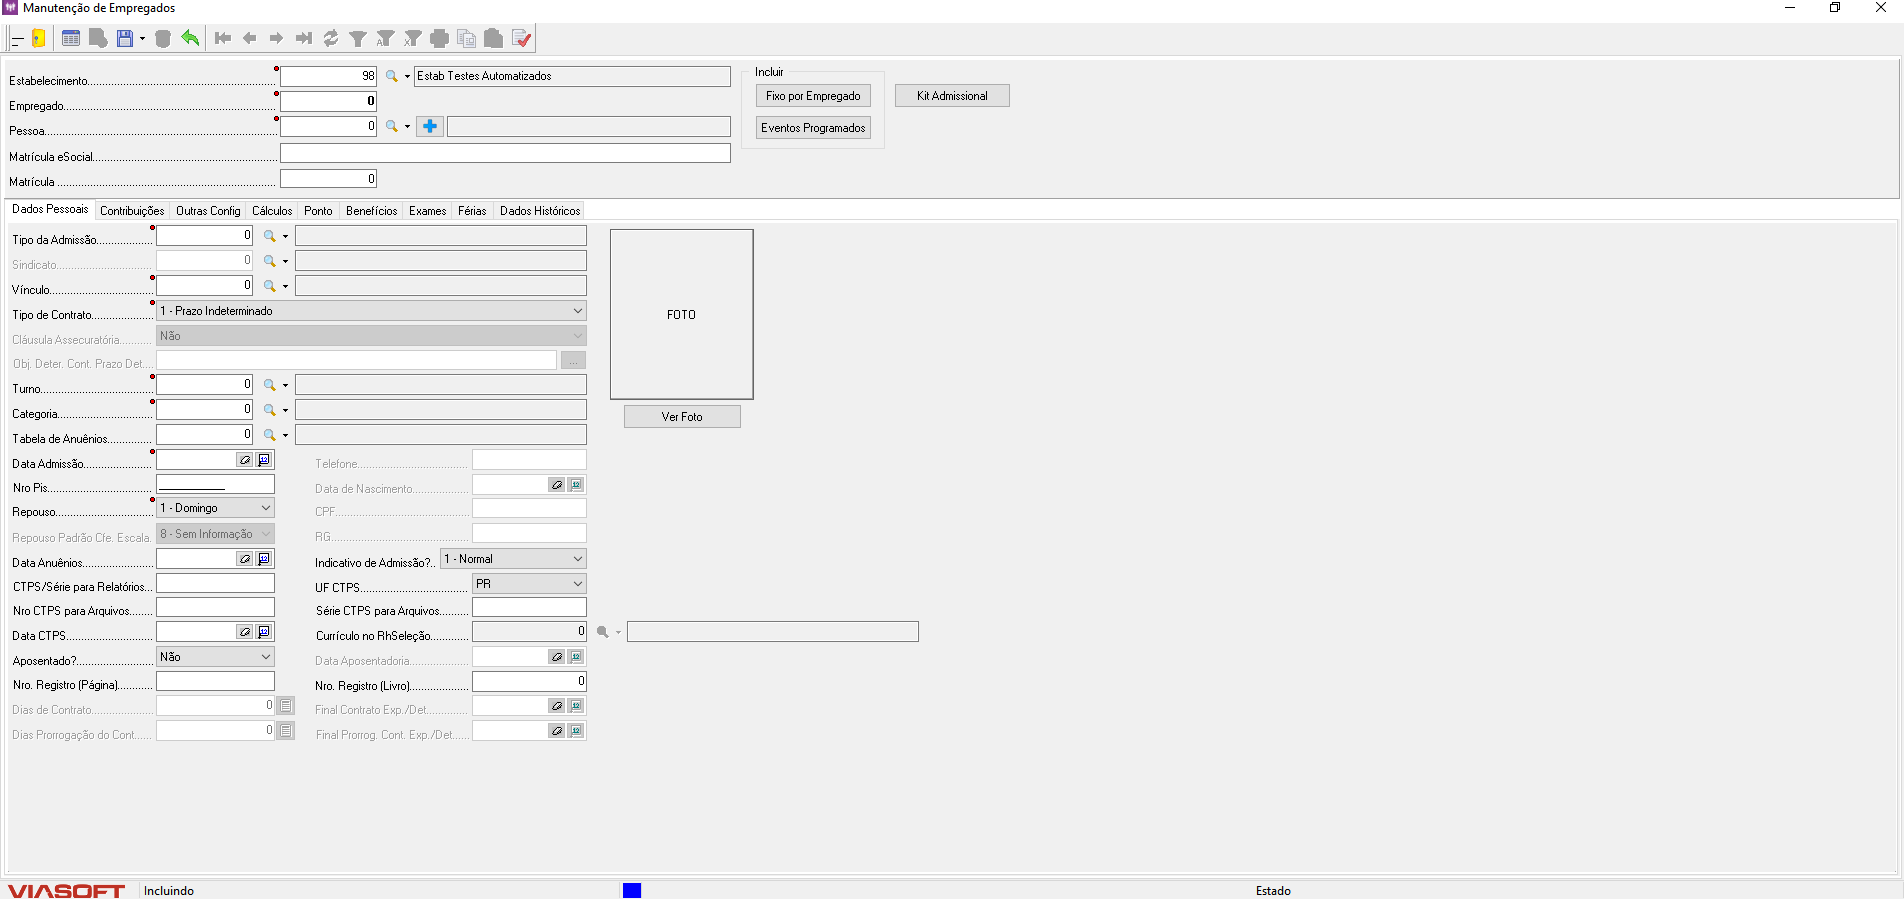 Manutenção de Empregados
Estabelecimento 98 Estab Testes Automatizados
Empregado 0
Pessoa 0
Matrícula eSocial
Matrícula 0
Incluir
Fixo por Empregado
Eventos Programados
Kit Admissional
Dados Pessoais Contribuições Outras Config Cálculos Ponto Benefícios Exames Férias Dados Históricos
Tipo da Admissão 0
Sindicato 0
Vínculo 0
Tipo de Contrato 1 - Prazo Indeterminado
Cláusula Assecuratória Não
Obj. Deter. Cont. Prazo Det. ...
Turno 0
Categoria 0
Tabela de Anuênios 0
FOTO
Ver Foto
Data Admissão 12 Telefone
Nro Pis Data de Nascimento 12
Repouso 1 - Domingo CPF
Repouso Padrão Cfe. Escala. 8 - Sem Informação RG
Data Anuênios 12 Indicativo de Admissão? 1 - Normal
CTPS/Série para Relatórios UF CTPS PR
Nro CTPS para Arquivos Série CTPS para Arquivos
Data CTPS 12 Currículo no RhSeleção 0
Aposentado? Não Data Aposentadoria 12
Nro. Registro (Página) Nro. Registro (Livro) 0
Dias de Contrato 0 Final Contrato Exp./Det. 12
Dias Prorrogação do Cont. 0 Final Prorrog. Cont. Exp./Det. 12
VIASOFT Incluindo Estado